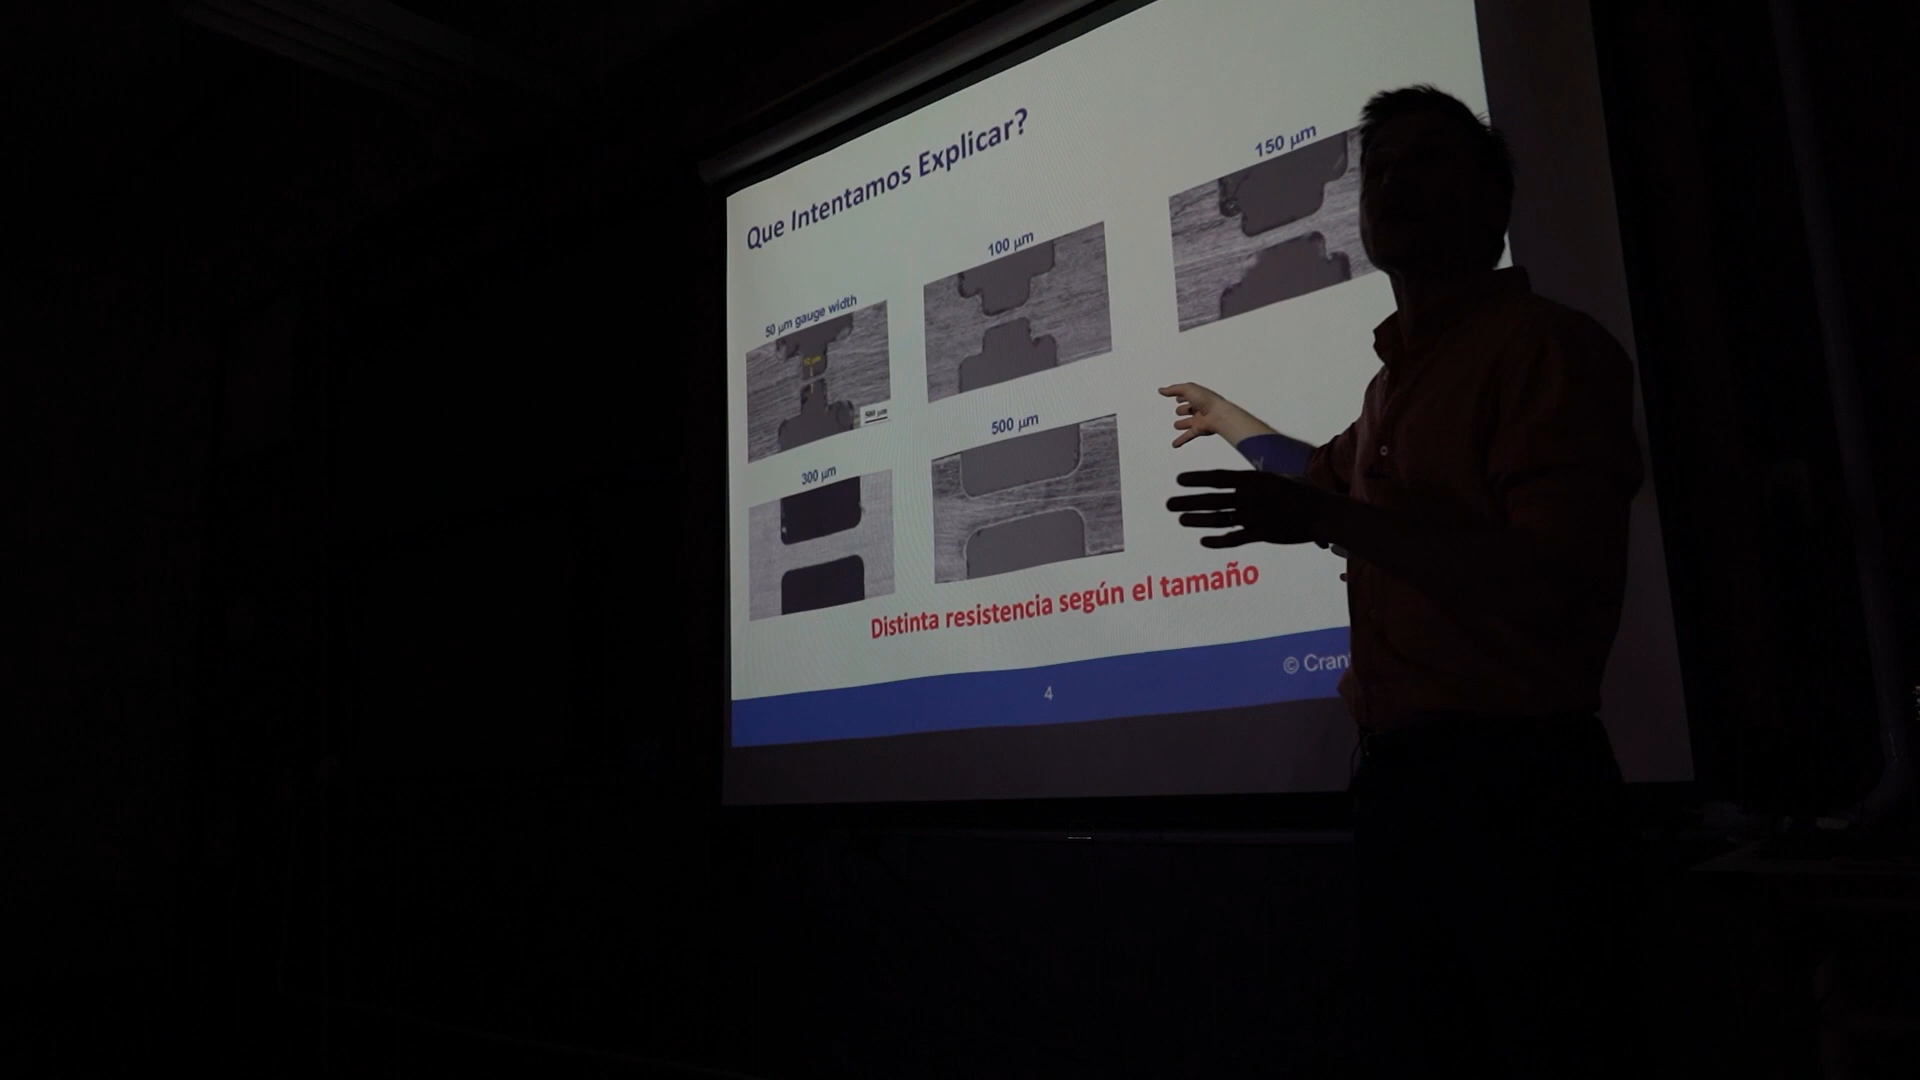 Que Intentamos Explicar?
50 µm gauge width
100 µm
150 µm
500 µm
300 µm
500 µm
Distinta resistencia según el tamaño
4
©